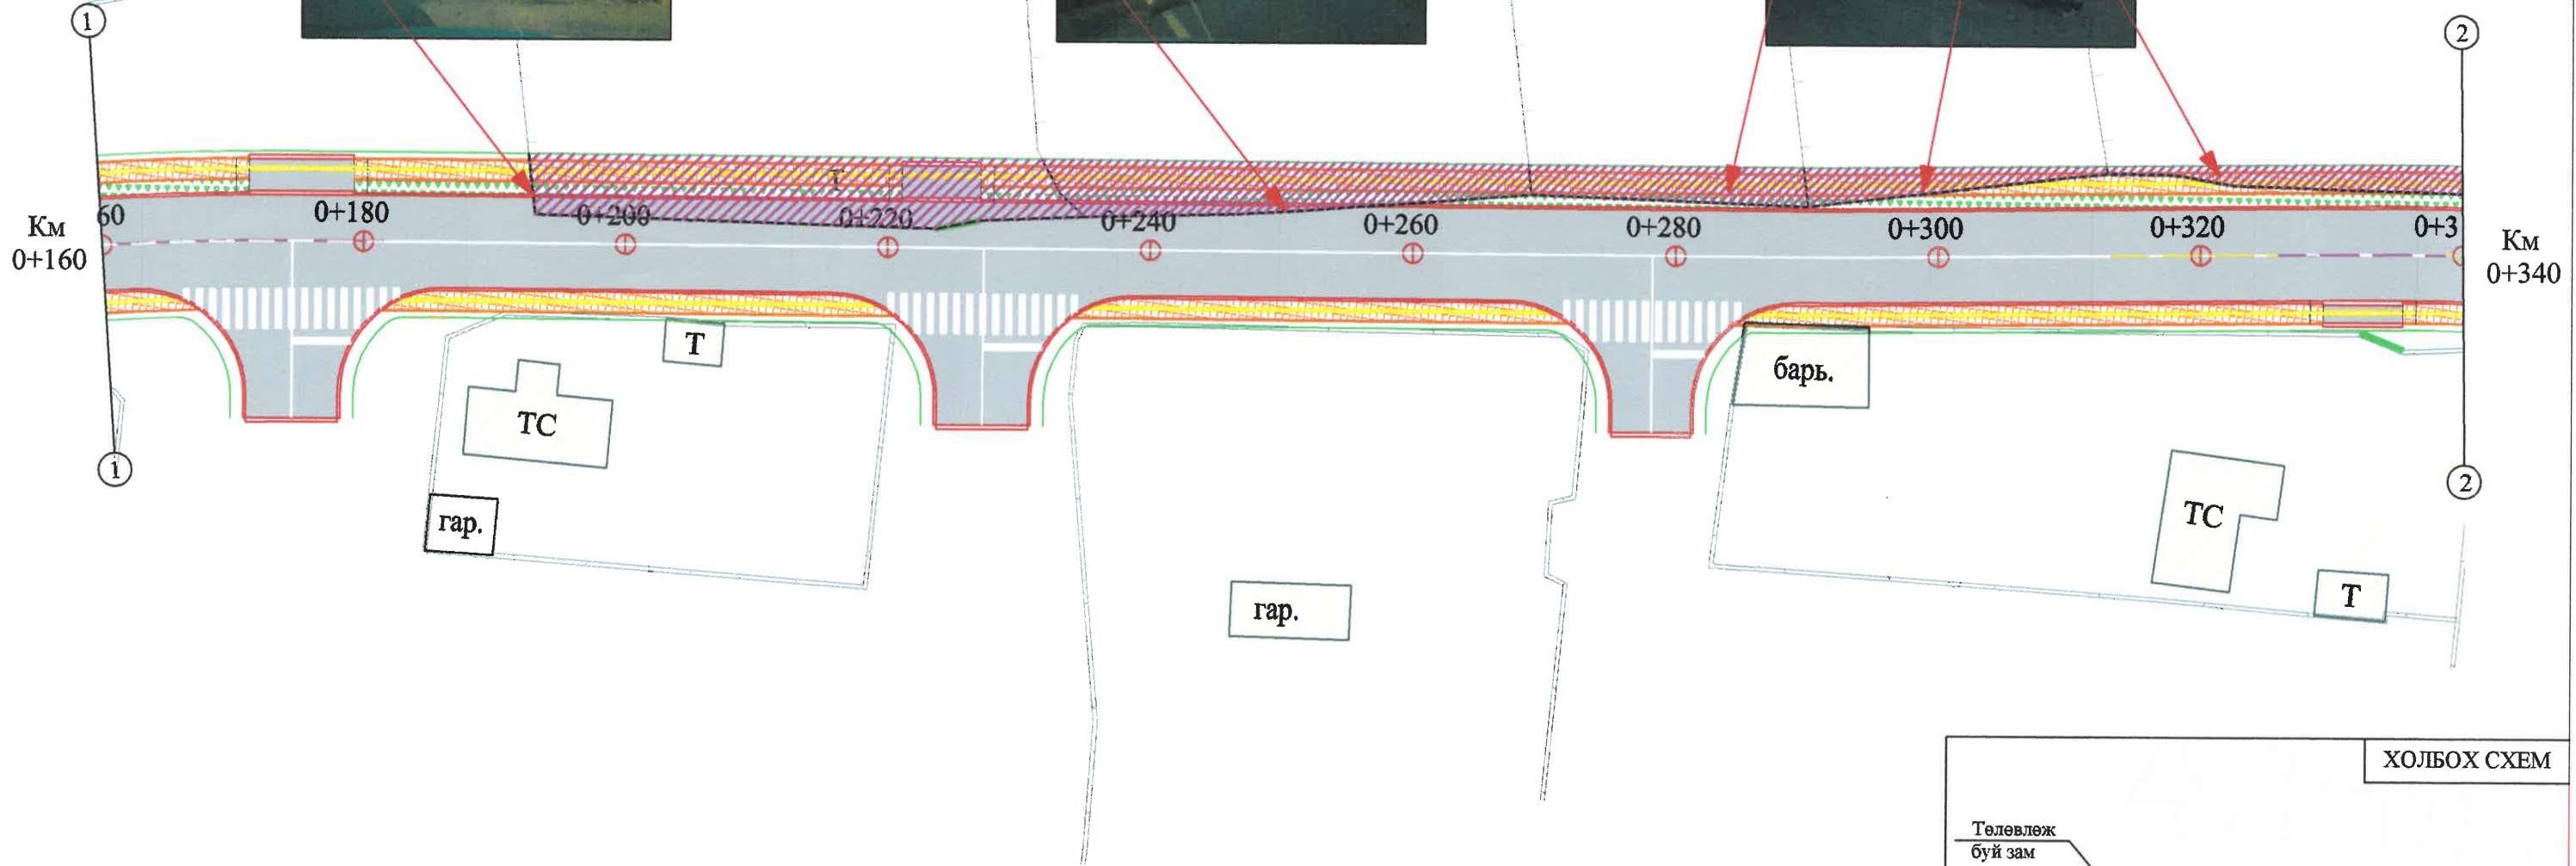 1
2
Км
0+160
60
0+180
0+200
Т
0+220
0+240
0+260
0+280
0+300
0+320
0+3
Км
0+340
Т
ТС
гар.
1
барь.
гар.
ТС
Т
2
ХОЛБОХ СХЕМ
Төлөвлөж
буй зам